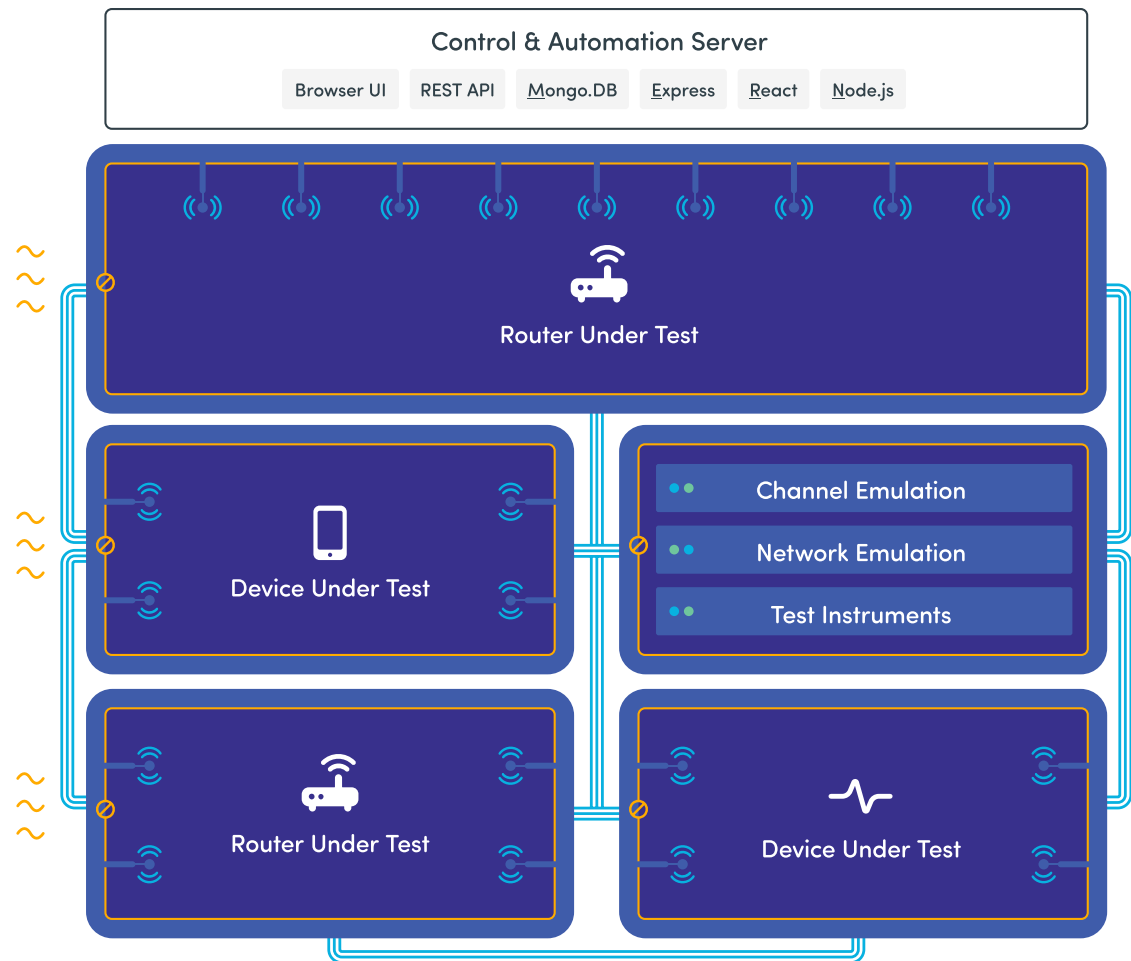 Control & Automation Server
Browser UI REST API Mongo.DB Express React Node.js
Router Under Test
Device Under Test
Channel Emulation
Network Emulation
Test Instruments
Router Under Test
Device Under Test